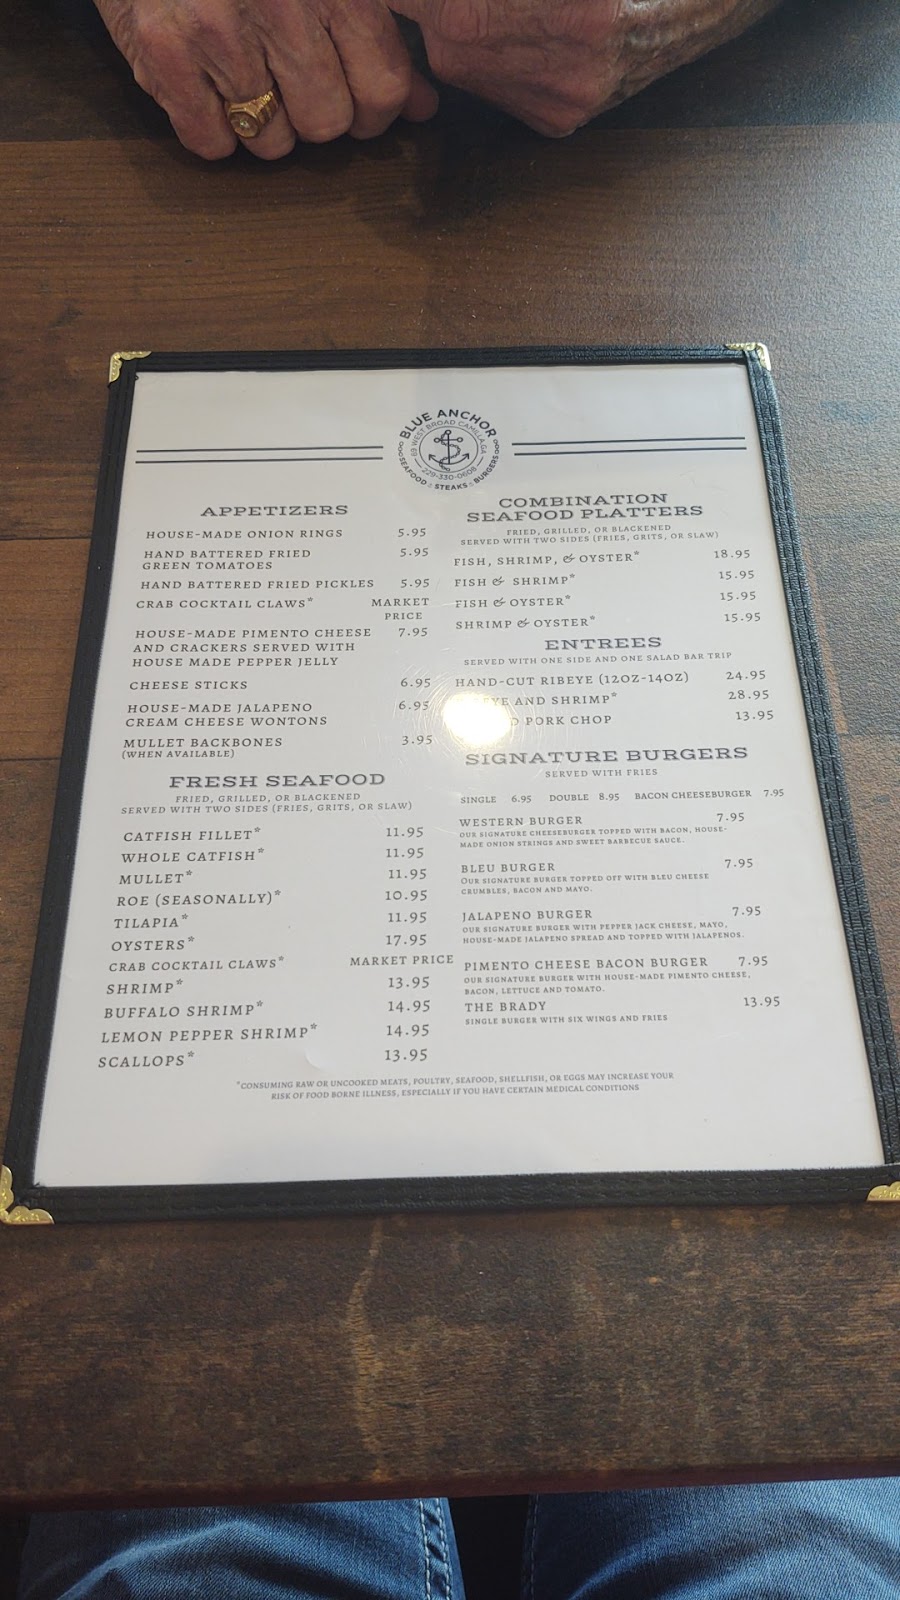 BLUE ANCHOR
69 WEST BROAD CAMILLA, GA
229-330-0608
SEAFOOD STEAKS BURGERS
APPETIZERS
HOUSE-MADE ONION RINGS 5.95
HAND BATTERED FRIED 5.95
GREEN TOMATOES
HAND BATTERED FRIED PICKLES 5.95
CRAB COCKTAIL CLAWS* MARKET
PRICE
HOUSE-MADE PIMENTO CHEESE 7.95
AND CRACKERS SERVED WITH
HOUSE MADE PEPPER JELLY
CHEESE STICKS 6.95
HOUSE-MADE JALAPENO 6.95
CREAM CHEESE WONTONS
MULLET BACKBONES 3.95
(WHEN AVAILABLE)
FRESH SEAFOOD
FRIED, GRILLED, OR BLACKENED
SERVED WITH TWO SIDES (FRIES, GRITS, OR SLAW)
CATFISH FILLET* 11.95
WHOLE CATFISH* 11.95
MULLET* 11.95
ROE (SEASONALLY)* 10.95
TILAPIA* 11.95
OYSTERS* 17.95
CRAB COCKTAIL CLAWS* MARKET PRICE
SHRIMP* 13.95
BUFFALO SHRIMP* 14.95
LEMON PEPPER SHRIMP* 14.95
SCALLOPS* 13.95
COMBINATION
SEAFOOD PLATTERS
FRIED, GRILLED, OR BLACKENED
SERVED WITH TWO SIDES (FRIES, GRITS, OR SLAW)
FISH, SHRIMP, & OYSTER* 18.95
FISH & SHRIMP* 15.95
FISH & OYSTER* 15.95
SHRIMP & OYSTER* 15.95
ENTREES
SERVED WITH ONE SIDE AND ONE SALAD BAR TRIP
HAND-CUT RIBEYE (12OZ-14OZ) 24.95
AND SHRIMP* 28.95
PORK CHOP 13.95
SIGNATURE BURGERS
SERVED WITH FRIES
SINGLE 6.95 DOUBLE 8.95 BACON CHEESEBURGER 7.95
WESTERN BURGER 7.95
OUR SIGNATURE CHEESEBURGER TOPPED WITH BACON, HOUSE-
MADE ONION STRINGS AND SWEET BARBECUE SAUCE.
BLEU BURGER 7.95
OUR SIGNATURE BURGER TOPPED OFF WITH BLEU CHEESE
CRUMBLES, BACON AND MAYO.
JALAPENO BURGER 7.95
OUR SIGNATURE BURGER WITH PEPPER JACK CHEESE, MAYO,
HOUSE-MADE JALAPENO SPREAD AND TOPPED WITH JALAPENOS.
PIMENTO CHEESE BACON BURGER 7.95
OUR SIGNATURE BURGER WITH HOUSE-MADE PIMENTO CHEESE,
BACON, LETTUCE AND TOMATO.
THE BRADY 13.95
SINGLE BURGER WITH SIX WINGS AND FRIES
*CONSUMING RAW OR UNCOOKED MEATS, POULTRY, SEAFOOD, SHELLFISH, OR EGGS MAY INCREASE YOUR
RISK OF FOOD BORNE ILLNESS, ESPECIALLY IF YOU HAVE CERTAIN MEDICAL CONDITIONS